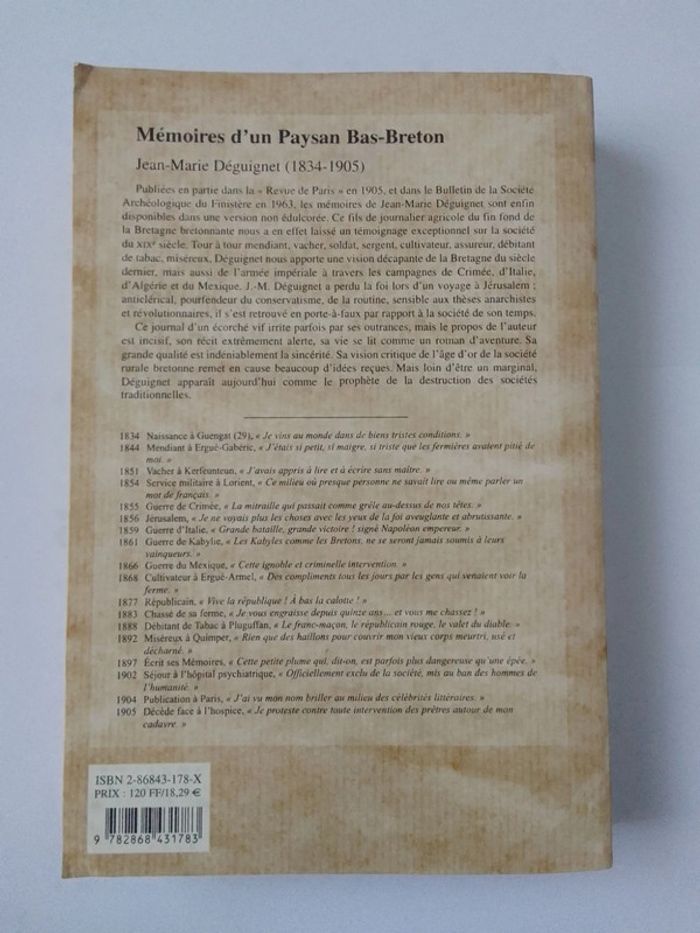 Mémoires d'un Paysan Bas-Breton
Jean-Marie Déguignet (1834-1905)
Publiées en partie dans la « Revue de Paris » en 1905, et dans le Bulletin de la Société
Archéologique du Finistère en 1963, les mémoires de Jean-Marie Déguignet sont enfin
disponibles dans une version non édulcorée. Ce fils de journalier agricole du fin fond de
la Bretagne bretonnante nous a en effet laissé un témoignage exceptionnel sur la société
du XIXe siècle. Tour à tour mendiant, vacher, soldat, sergent, cultivateur, assureur, débitant
de tabac, miséreux, Déguignet nous apporte une vision décapante de la Bretagne du siècle
dernier, mais aussi de l'armée impériale à travers les campagnes de Crimée, d'Italie,
d'Algérie et du Mexique. J.-M. Déguignet a perdu la foi lors d'un voyage à Jérusalem ;
anticlérical, pourfendeur du conservatisme, de la routine, sensible aux thèses anarchistes
et révolutionnaires, il s'est retrouvé en porte-à-faux par rapport à la société de son temps.
Ce journal d'un écorché vif irrite parfois par ses outrances, mais le propos de l'auteur
est incisif, son récit extrêmement alerte, sa vie se lit comme un roman d'aventure. Sa
grande qualité est indéniablement la sincérité. Sa vision critique de l'âge d'or de la société
rurale bretonne remet en cause beaucoup d'idées reçues. Mais loin d'être un marginal,
Déguignet apparaît aujourd'hui comme le prophète de la destruction des sociétés
traditionnelles.
1834 Naissance à Guengat (29), « Je vins au monde dans de biens tristes conditions. »
1844 Mendiant à Ergué-Gabéric, « J'étais si petit, si maigre, si triste que les fermières avaient pitié de
moi. »
1851 Vacher à Kerfeunteun, « J'avais appris à lire et à écrire sans maître. »
1854 Service militaire à Lorient, « Ce milieu où presque personne ne savait lire ou même parler un
mot de français. »
1855 Guerre de Crimée, « La mitraille qui passait comme grêle au-dessus de nos têtes. »
1856 Jérusalem, « Je ne voyais plus les choses avec les yeux de la foi aveuglante et abrutissante. »
1859 Guerre d'Italie, « Grande bataille, grande victoire ! signé Napoléon empereur. »
1861 Guerre de Kabylie, « Les Kabyles comme les Bretons, ne se seront jamais soumis à leurs
vainqueurs. »
1866 Guerre du Mexique, « Cette ignoble et criminelle intervention. »
1868 Cultivateur à Ergué-Armel, « Des compliments tous les jours par les gens qui venaient voir la
ferme. »
1877 Républicain, « Vive la république ! À bas la calotte ! »
1883 Chassé de sa ferme, « Je vous engraisse depuis quinze ans... et vous me chassez ! »
1888 Débitant de Tabac à Pluguffan, « Le franc-maçon, le républicain rouge, le valet du diable. »
1892 Miséreux à Quimper, « Rien que des haillons pour couvrir mon vieux corps meurtri, usé et
décharné. »
1897 Écrit ses Mémoires, « Cette petite plume qui, dit-on, est parfois plus dangereuse qu'une épée. »
1902 Séjour à l'hôpital psychiatrique, « Officiellement exclu de la société, mis au ban des hommes de
l'humanité. »
1904 Publication à Paris, « J'ai vu mon nom briller au milieu des célébrités littéraires. »
1905 Décède face à l'hospice, « Je proteste contre toute intervention des prêtres autour de mon
cadavre. »
ISBN 2-86843-178-X
PRIX : 120 FF/18,29 €
9 782868 431783